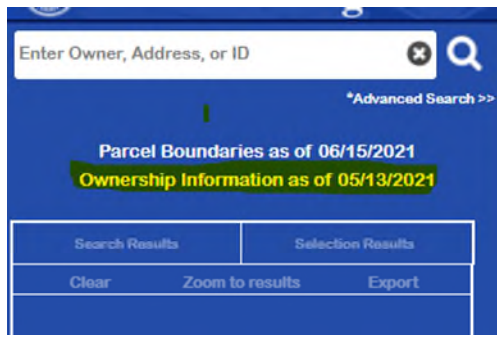 Enter Owner, Address, or ID
*Advanced Search >>
Parcel Boundaries as of 06/15/2021
Ownership Information as of 05/13/2021
Search Results Selection Results
Clear Zoom to results Export